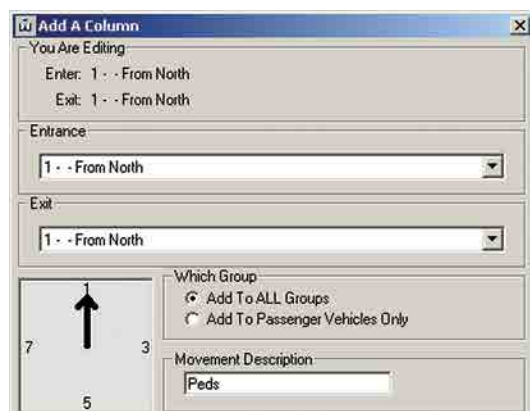 Add A Column
You Are Editing
Enter: 1 - - From North
Exit: 1 - - From North
Entrance
1 - - From North
Exit
1 - - From North
Which Group
Add To ALL Groups
Add To Passenger Vehicles Only
1
7 3
5
Movement Description
Peds